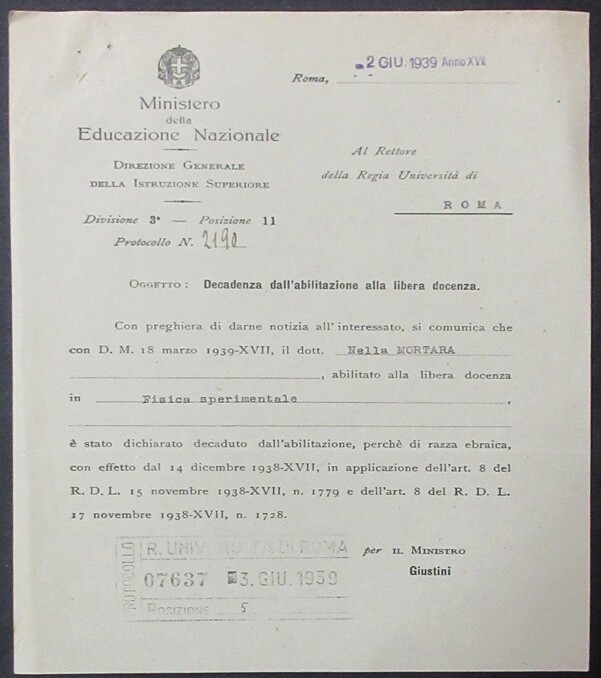 Ministero
della
Educazione Nazionale
Direzione Generale
della Istruzione Superiore
Divisione 3ª — Posizione 11
Protocollo N. 2190
Roma, 2 GIU. 1939 Anno XVII
Al Rettore
della Regia Università di
ROMA
Oggetto : Decadenza dall'abilitazione alla libera docenza.
Con preghiera di darne notizia all'interessato, si comunica che
con D. M. 18 marzo 1939-XVII, il dott. Nella MORTARA
, abilitato alla libera docenza
in Fisica sperimentale ,
è stato dichiarato decaduto dall'abilitazione, perchè di razza ebraica,
con effetto dal 14 dicembre 1938-XVII, in applicazione dell'art. 8 del
R. D. L. 15 novembre 1938-XVII, n. 1779 e dell'art. 8 del R. D. L.
17 novembre 1938-XVII, n. 1728.
per IL MINISTRO
Giustini
PROTOCOLLO
R. UNIVERSITA DI ROMA
07637 3. GIU. 1939
POSIZIONE 5